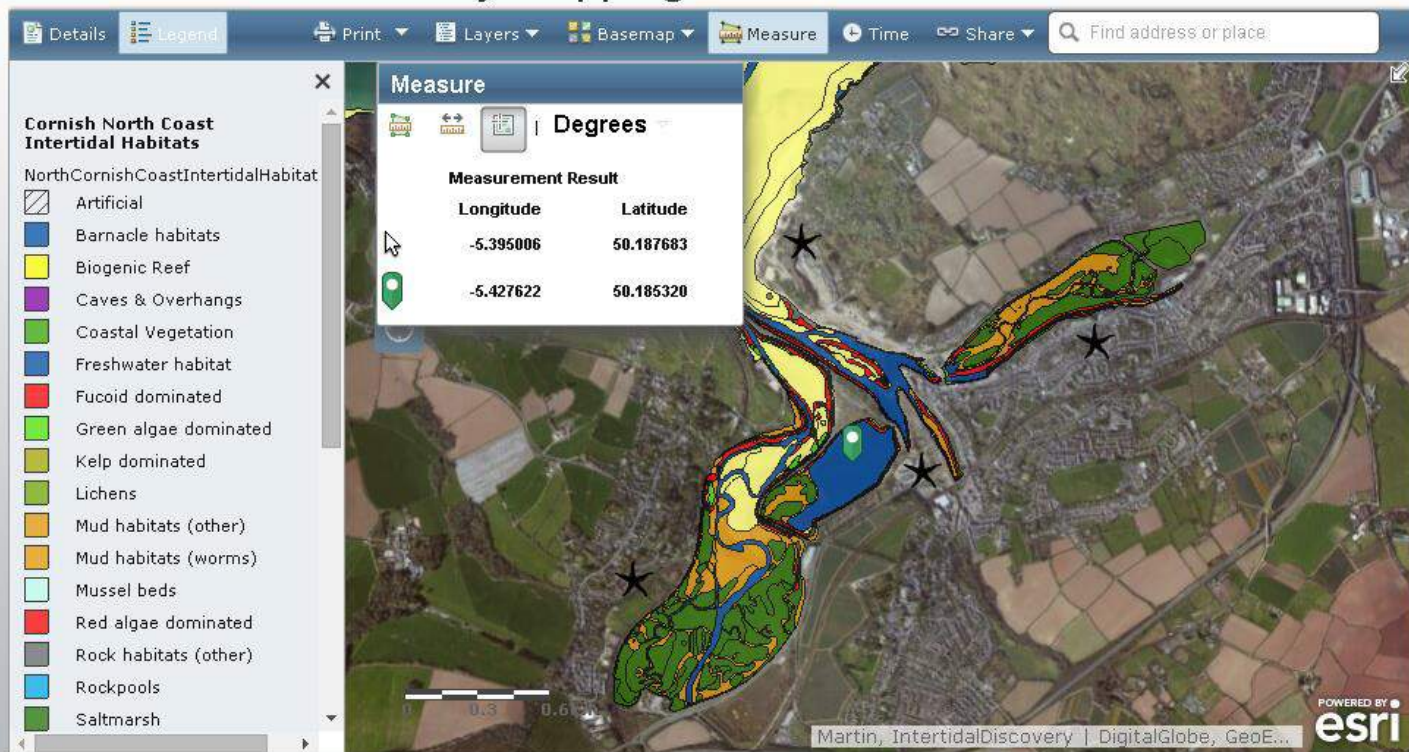 Details Legend Print Layers Basemap Measure Time Share Find address or place
Measure
Degrees
Measurement Result
Longitude Latitude
-5.395006 50.187683
-5.427622 50.185320
Cornish North Coast
Intertidal Habitats
NorthCornishCoastIntertidalHabitat
Artificial
Barnacle habitats
Biogenic Reef
Caves & Overhangs
Coastal Vegetation
Freshwater habitat
Fucoid dominated
Green algae dominated
Kelp dominated
Lichens
Mud habitats (other)
Mud habitats (worms)
Mussel beds
Red algae dominated
Rock habitats (other)
Rockpools
Saltmarsh
0 0.3
Martin, IntertidalDiscovery | DigitalGlobe, GeoE...
POWERED BY
esri